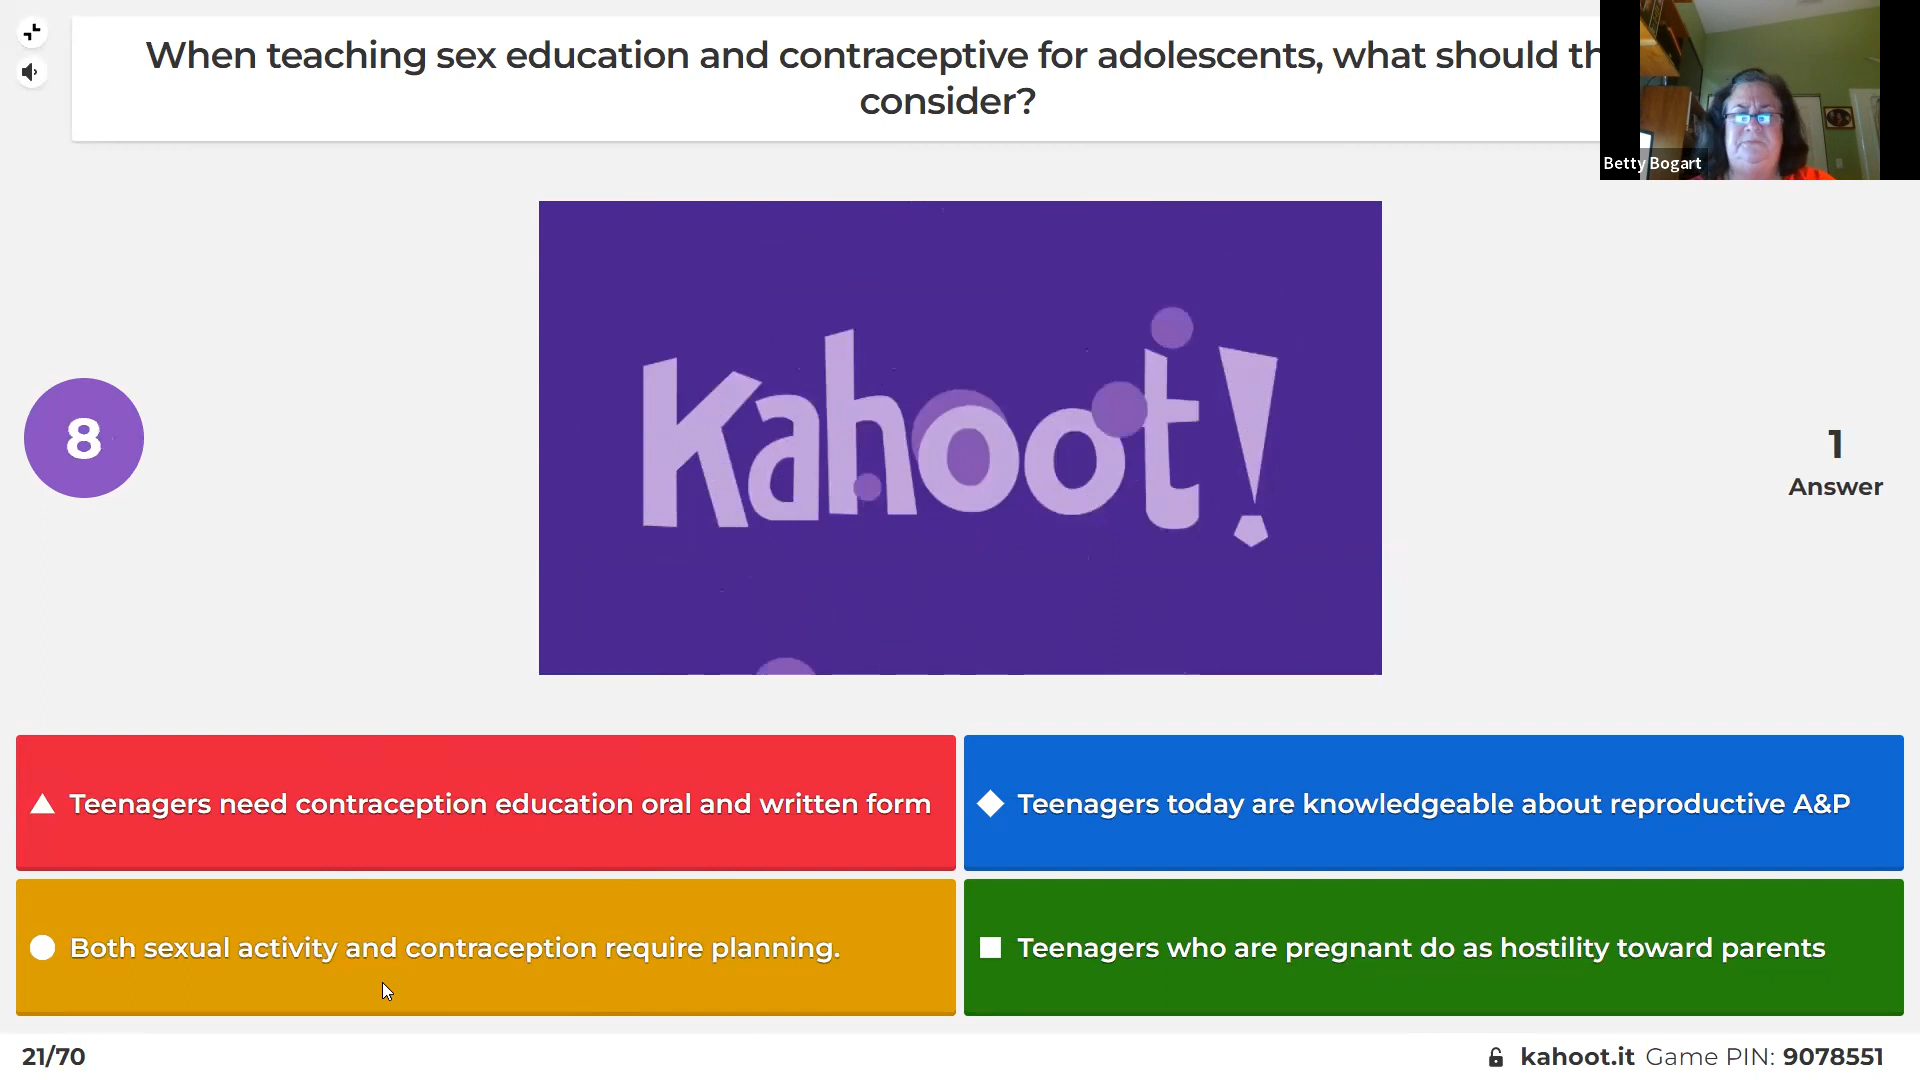 When teaching sex education and contraceptive for adolescents, what should
consider?
Betty Bogart
Kahoot!
8
1
Answer
Teenagers need contraception education oral and written form
Teenagers today are knowledgeable about reproductive A&P
Both sexual activity and contraception require planning.
Teenagers who are pregnant do as hostility toward parents
21/70
kahoot.it Game PIN: 9078551